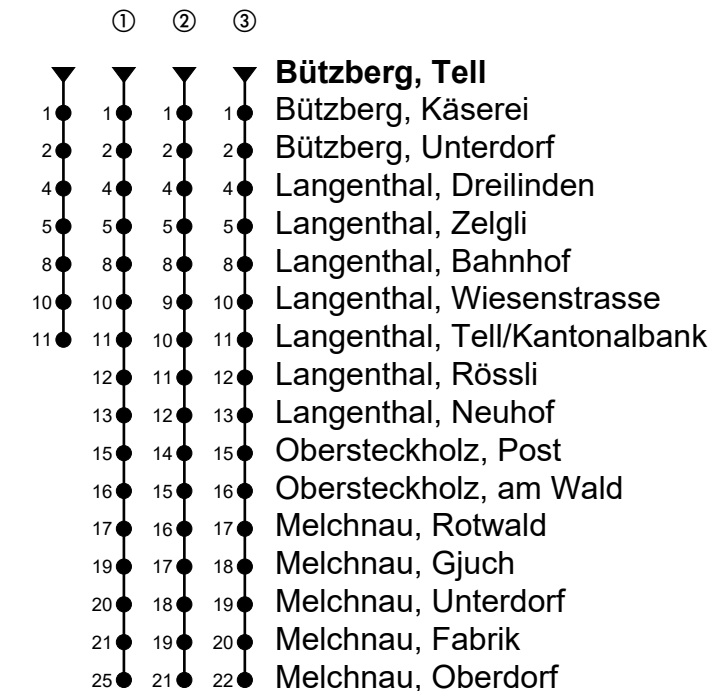 ① ② ③
Bützberg, Tell
1 1 1 1 Bützberg, Käserei
2 2 2 2 Bützberg, Unterdorf
4 4 4 4 Langenthal, Dreilinden
5 5 5 5 Langenthal, Zelgli
8 8 8 8 Langenthal, Bahnhof
10 10 9 10 Langenthal, Wiesenstrasse
11 11 10 11 Langenthal, Tell/Kantonalbank
12 11 12 Langenthal, Rössli
13 12 13 Langenthal, Neuhof
15 14 15 Obersteckholz, Post
16 15 16 Obersteckholz, am Wald
17 16 17 Melchnau, Rotwald
19 17 18 Melchnau, Gjuch
20 18 19 Melchnau, Unterdorf
21 19 20 Melchnau, Fabrik
25 21 22 Melchnau, Oberdorf